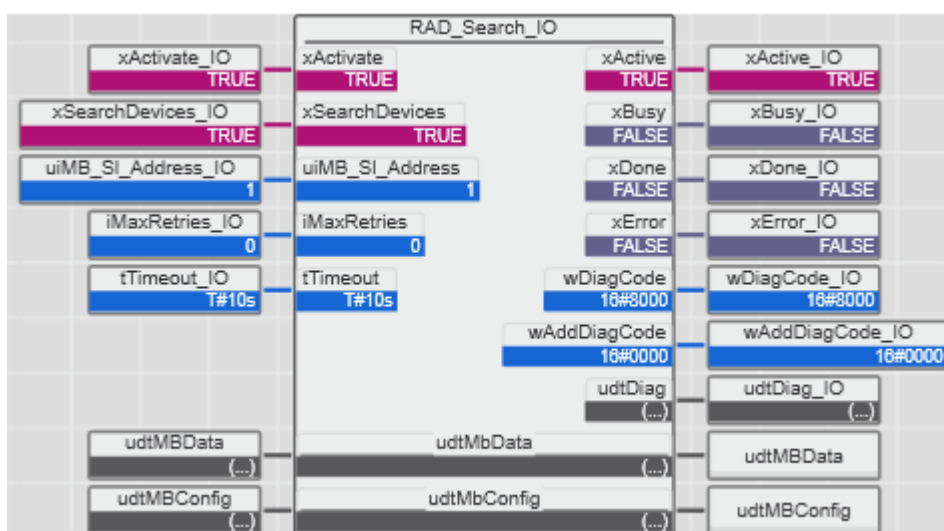 RAD_Search_IO
xActivate_IO xActivate xActive xActive_IO
TRUE TRUE TRUE TRUE
xSearchDevices_IO xSearchDevices xBusy xBusy_IO
TRUE TRUE FALSE FALSE
uiMB_SI_Address_IO uiMB_SI_Address xDone xDone_IO
1 1 FALSE FALSE
iMaxRetries_IO iMaxRetries xError xError_IO
0 0 FALSE FALSE
tTimeout_IO tTimeout wDiagCode wDiagCode_IO
T#10s T#10s 16#8000 16#8000
wAddDiagCode wAddDiagCode_IO
16#0000 16#0000
udtDiag udtDiag_IO
(...) (...)
udtMBData udtMbData udtMBData
(...) (...)
udtMBConfig udtMbConfig udtMBConfig
(...) (...)